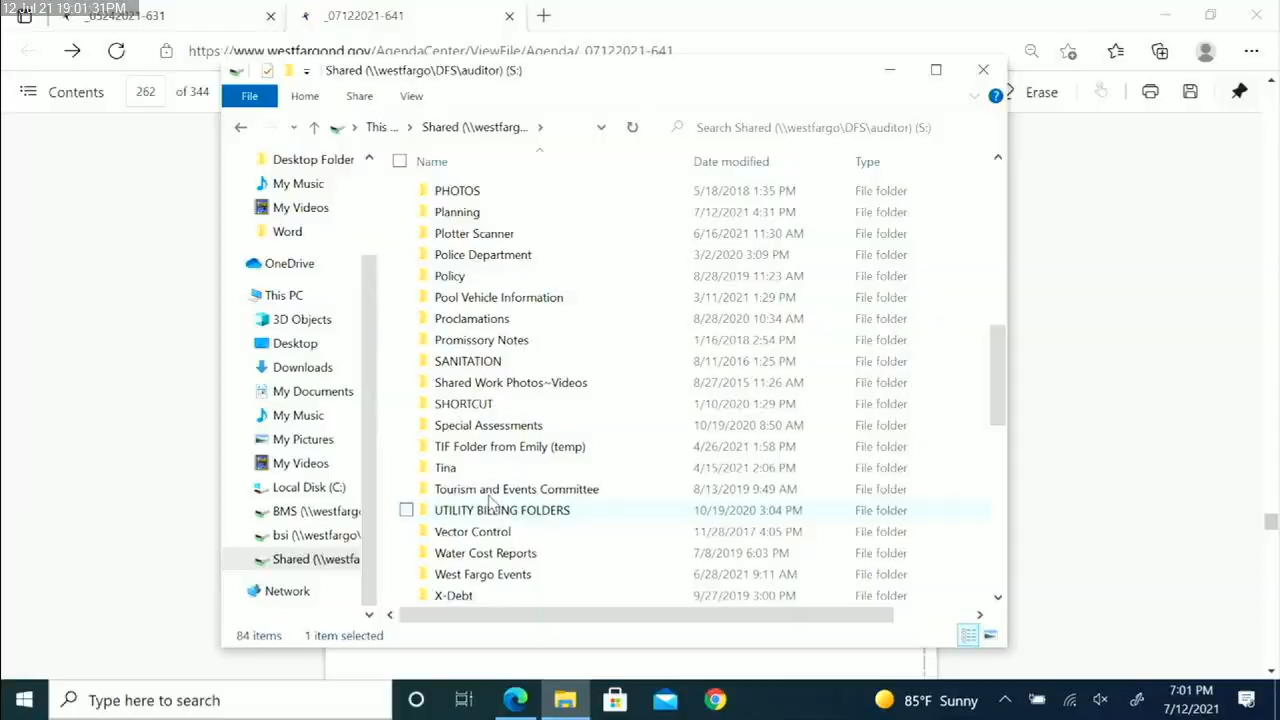 12 Jul 21 19:01:31PM
_05242021-631
_07122021-641
https://www.westfargond.gov/AgendaCenter/ViewFile/Agenda/_07122021-641
Contents 262 of 344
Erase
Shared (\\westfargo\DFS\auditor) (S:)
File Home Share View
This ... Shared (\\westfarg...
Search Shared (\\westfargo\DFS\auditor) (S:)
Desktop Folder
My Music
My Videos
Word
OneDrive
This PC
3D Objects
Desktop
Downloads
My Documents
My Music
My Pictures
My Videos
Local Disk (C:)
BMS (\\westfargo
bsi (\\westfargo\
Shared (\\westfa
Network
Name Date modified Type
PHOTOS 5/18/2018 1:35 PM File folder
Planning 7/12/2021 4:31 PM File folder
Plotter Scanner 6/16/2021 11:30 AM File folder
Police Department 3/2/2020 3:09 PM File folder
Policy 8/28/2019 11:23 AM File folder
Pool Vehicle Information 3/11/2021 1:29 PM File folder
Proclamations 8/28/2020 10:34 AM File folder
Promissory Notes 1/16/2018 2:54 PM File folder
SANITATION 8/11/2016 1:25 PM File folder
Shared Work Photos~Videos 8/27/2015 11:26 AM File folder
SHORTCUT 1/10/2020 1:29 PM File folder
Special Assessments 10/19/2020 8:50 AM File folder
TIF Folder from Emily (temp) 4/26/2021 1:58 PM File folder
Tina 4/15/2021 2:06 PM File folder
Tourism and Events Committee 8/13/2019 9:49 AM File folder
UTILITY BILLING FOLDERS 10/19/2020 3:04 PM File folder
Vector Control 11/28/2017 4:05 PM File folder
Water Cost Reports 7/8/2019 6:03 PM File folder
West Fargo Events 6/28/2021 9:11 AM File folder
X-Debt 9/27/2019 3:00 PM File folder
84 items 1 item selected
Type here to search
85°F Sunny
7:01 PM
7/12/2021